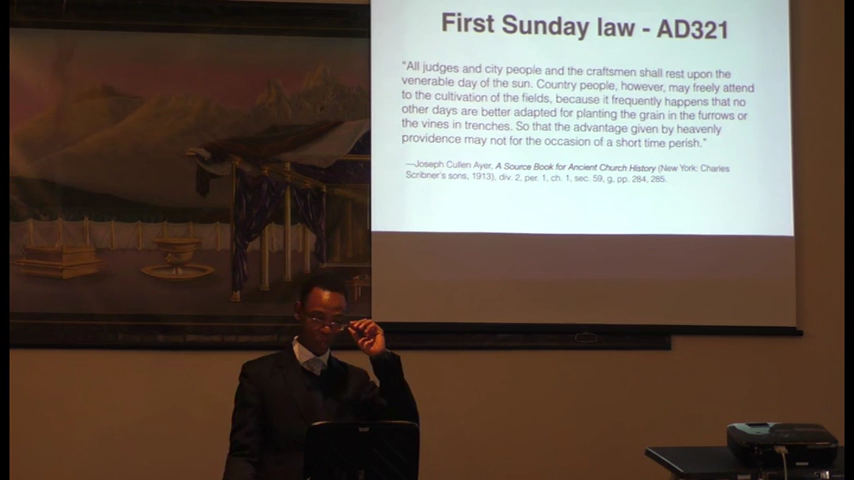 First Sunday law - AD321
"All judges and city people and the craftsmen shall rest upon the
venerable day of the sun. Country people, however, may freely attend
to the cultivation of the fields, because it frequently happens that no
other days are better adapted for planting the grain in the furrows or
the vines in trenches. So that the advantage given by heavenly
providence may not for the occasion of a short time perish."
—Joseph Cullen Ayer, A Source Book for Ancient Church History (New York: Charles
Scribner's sons, 1913), div. 2, per. 1, ch. 1, sec. 59, g, pp. 284, 285.